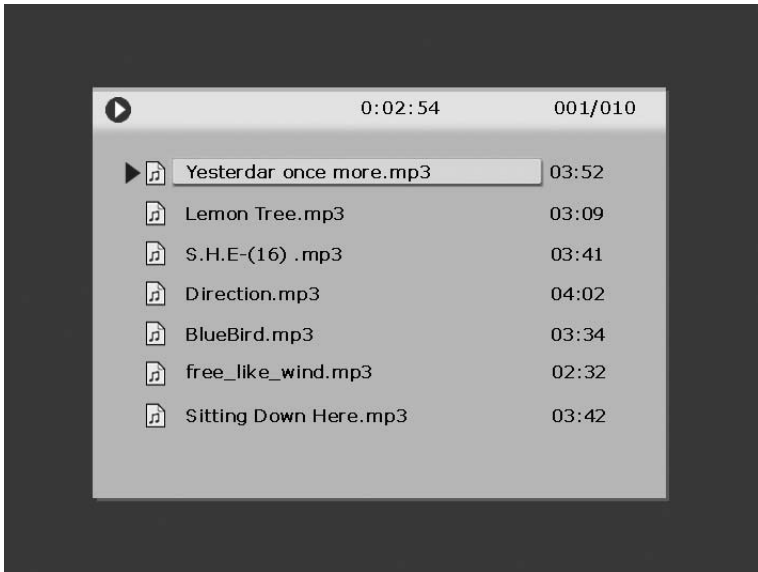 0:02:54 001/010
Yesterdar once more.mp3 03:52
Lemon Tree.mp3 03:09
S.H.E-(16) .mp3 03:41
Direction.mp3 04:02
BlueBird.mp3 03:34
free_like_wind.mp3 02:32
Sitting Down Here.mp3 03:42